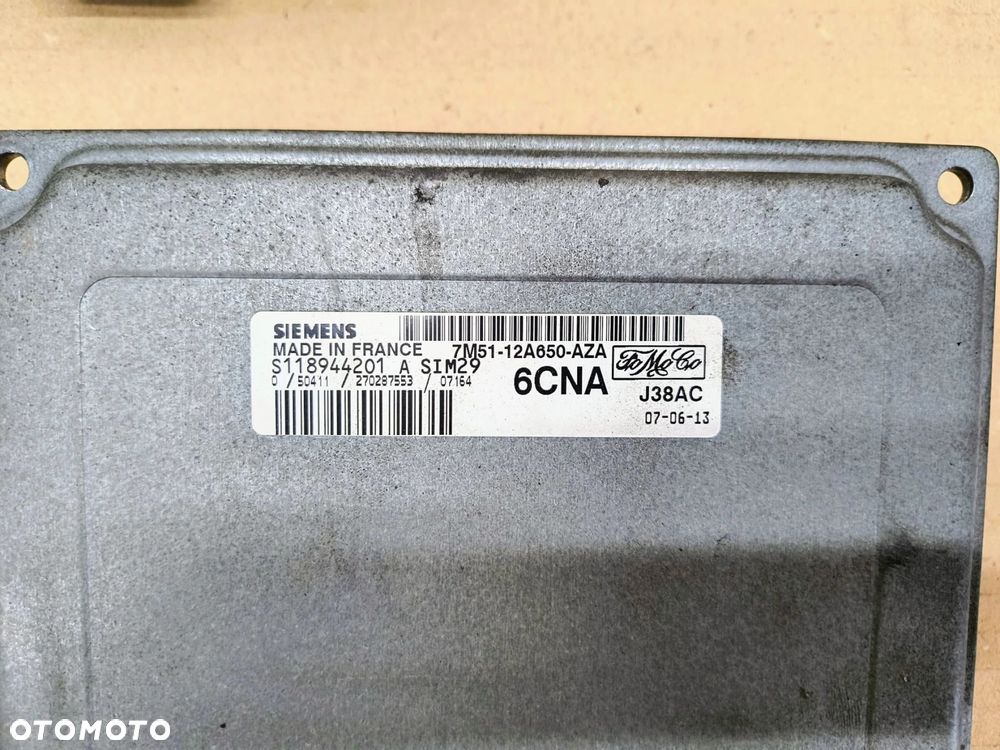 SIEMENS
MADE IN FRANCE 7M51-12A650-AZA
S118944201 A SIM29
0 / 50411 / 270287553 / 07164
6CNA
FoMoCo
J38AC
07-06-13
OTOMOTO